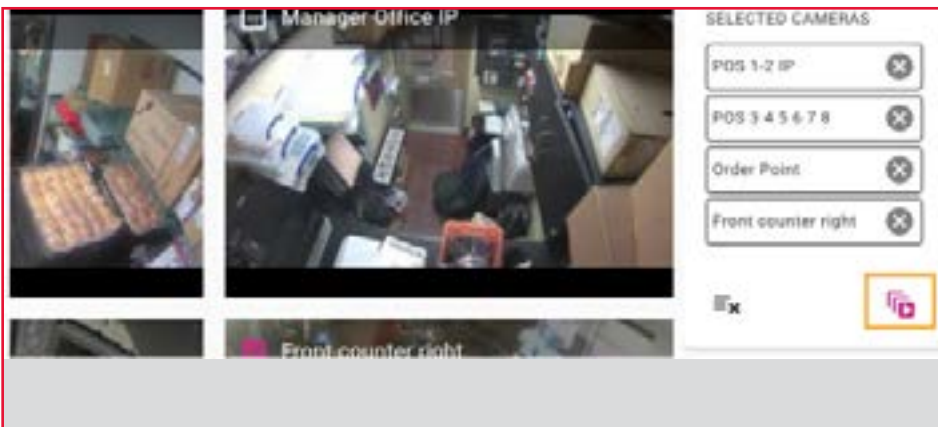 Manager Office IP
SELECTED CAMERAS
POS 1-2 IP
POS 3 4 5 6 7 8
Order Point
Front counter right
Front counter right